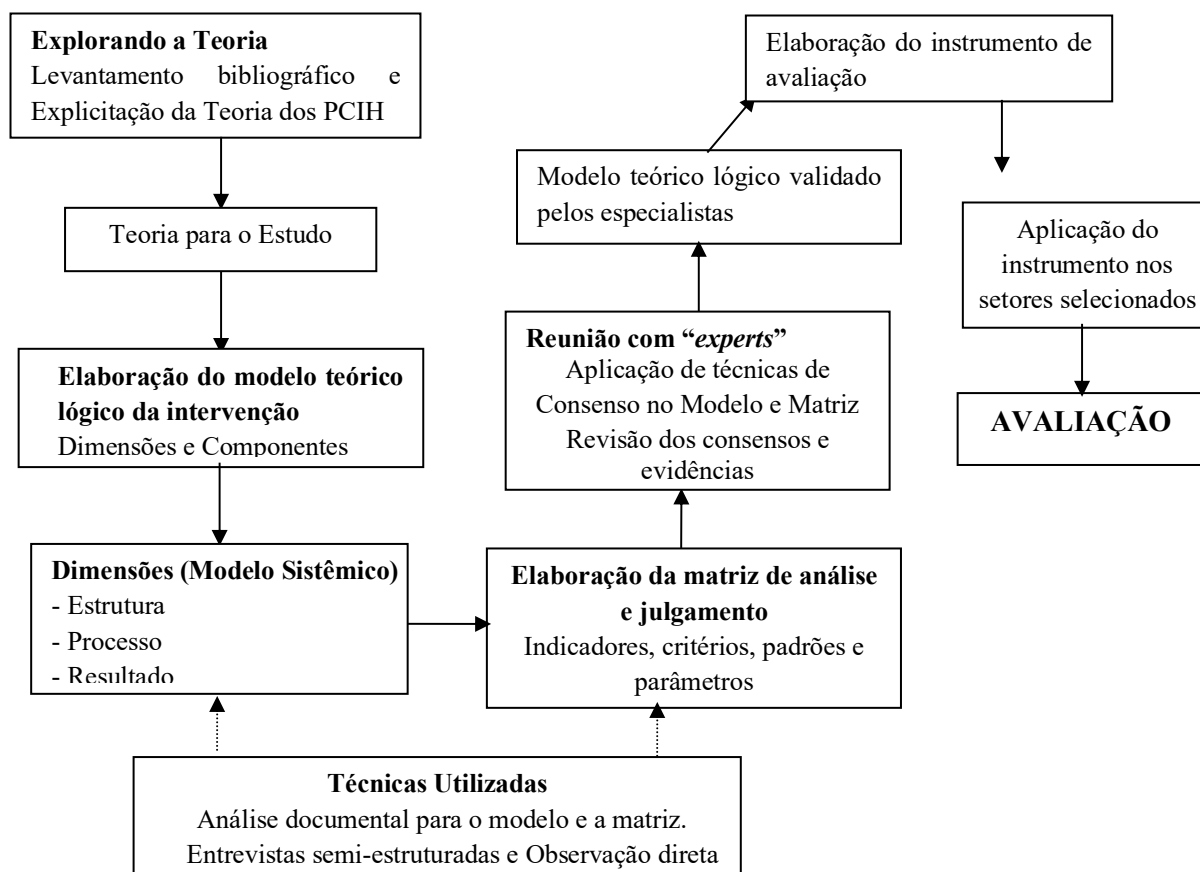 Explorando a Teoria
Levantamento bibliográfico e
Explicitação da Teoria dos PCIH
Teoria para o Estudo
Elaboração do modelo teórico
lógico da intervenção
Dimensões e Componentes
Dimensões (Modelo Sistêmico)
- Estrutura
- Processo
- Resultado
Técnicas Utilizadas
Análise documental para o modelo e a matriz.
Entrevistas semi-estruturadas e Observação direta
Elaboração da matriz de análise
e julgamento
Indicadores, critérios, padrões e
parâmetros
Reunião com “experts”
Aplicação de técnicas de
Consenso no Modelo e Matriz
Revisão dos consensos e
evidências
Modelo teórico lógico validado
pelos especialistas
Elaboração do instrumento de
avaliação
Aplicação do
instrumento nos
setores selecionados
AVALIAÇÃO